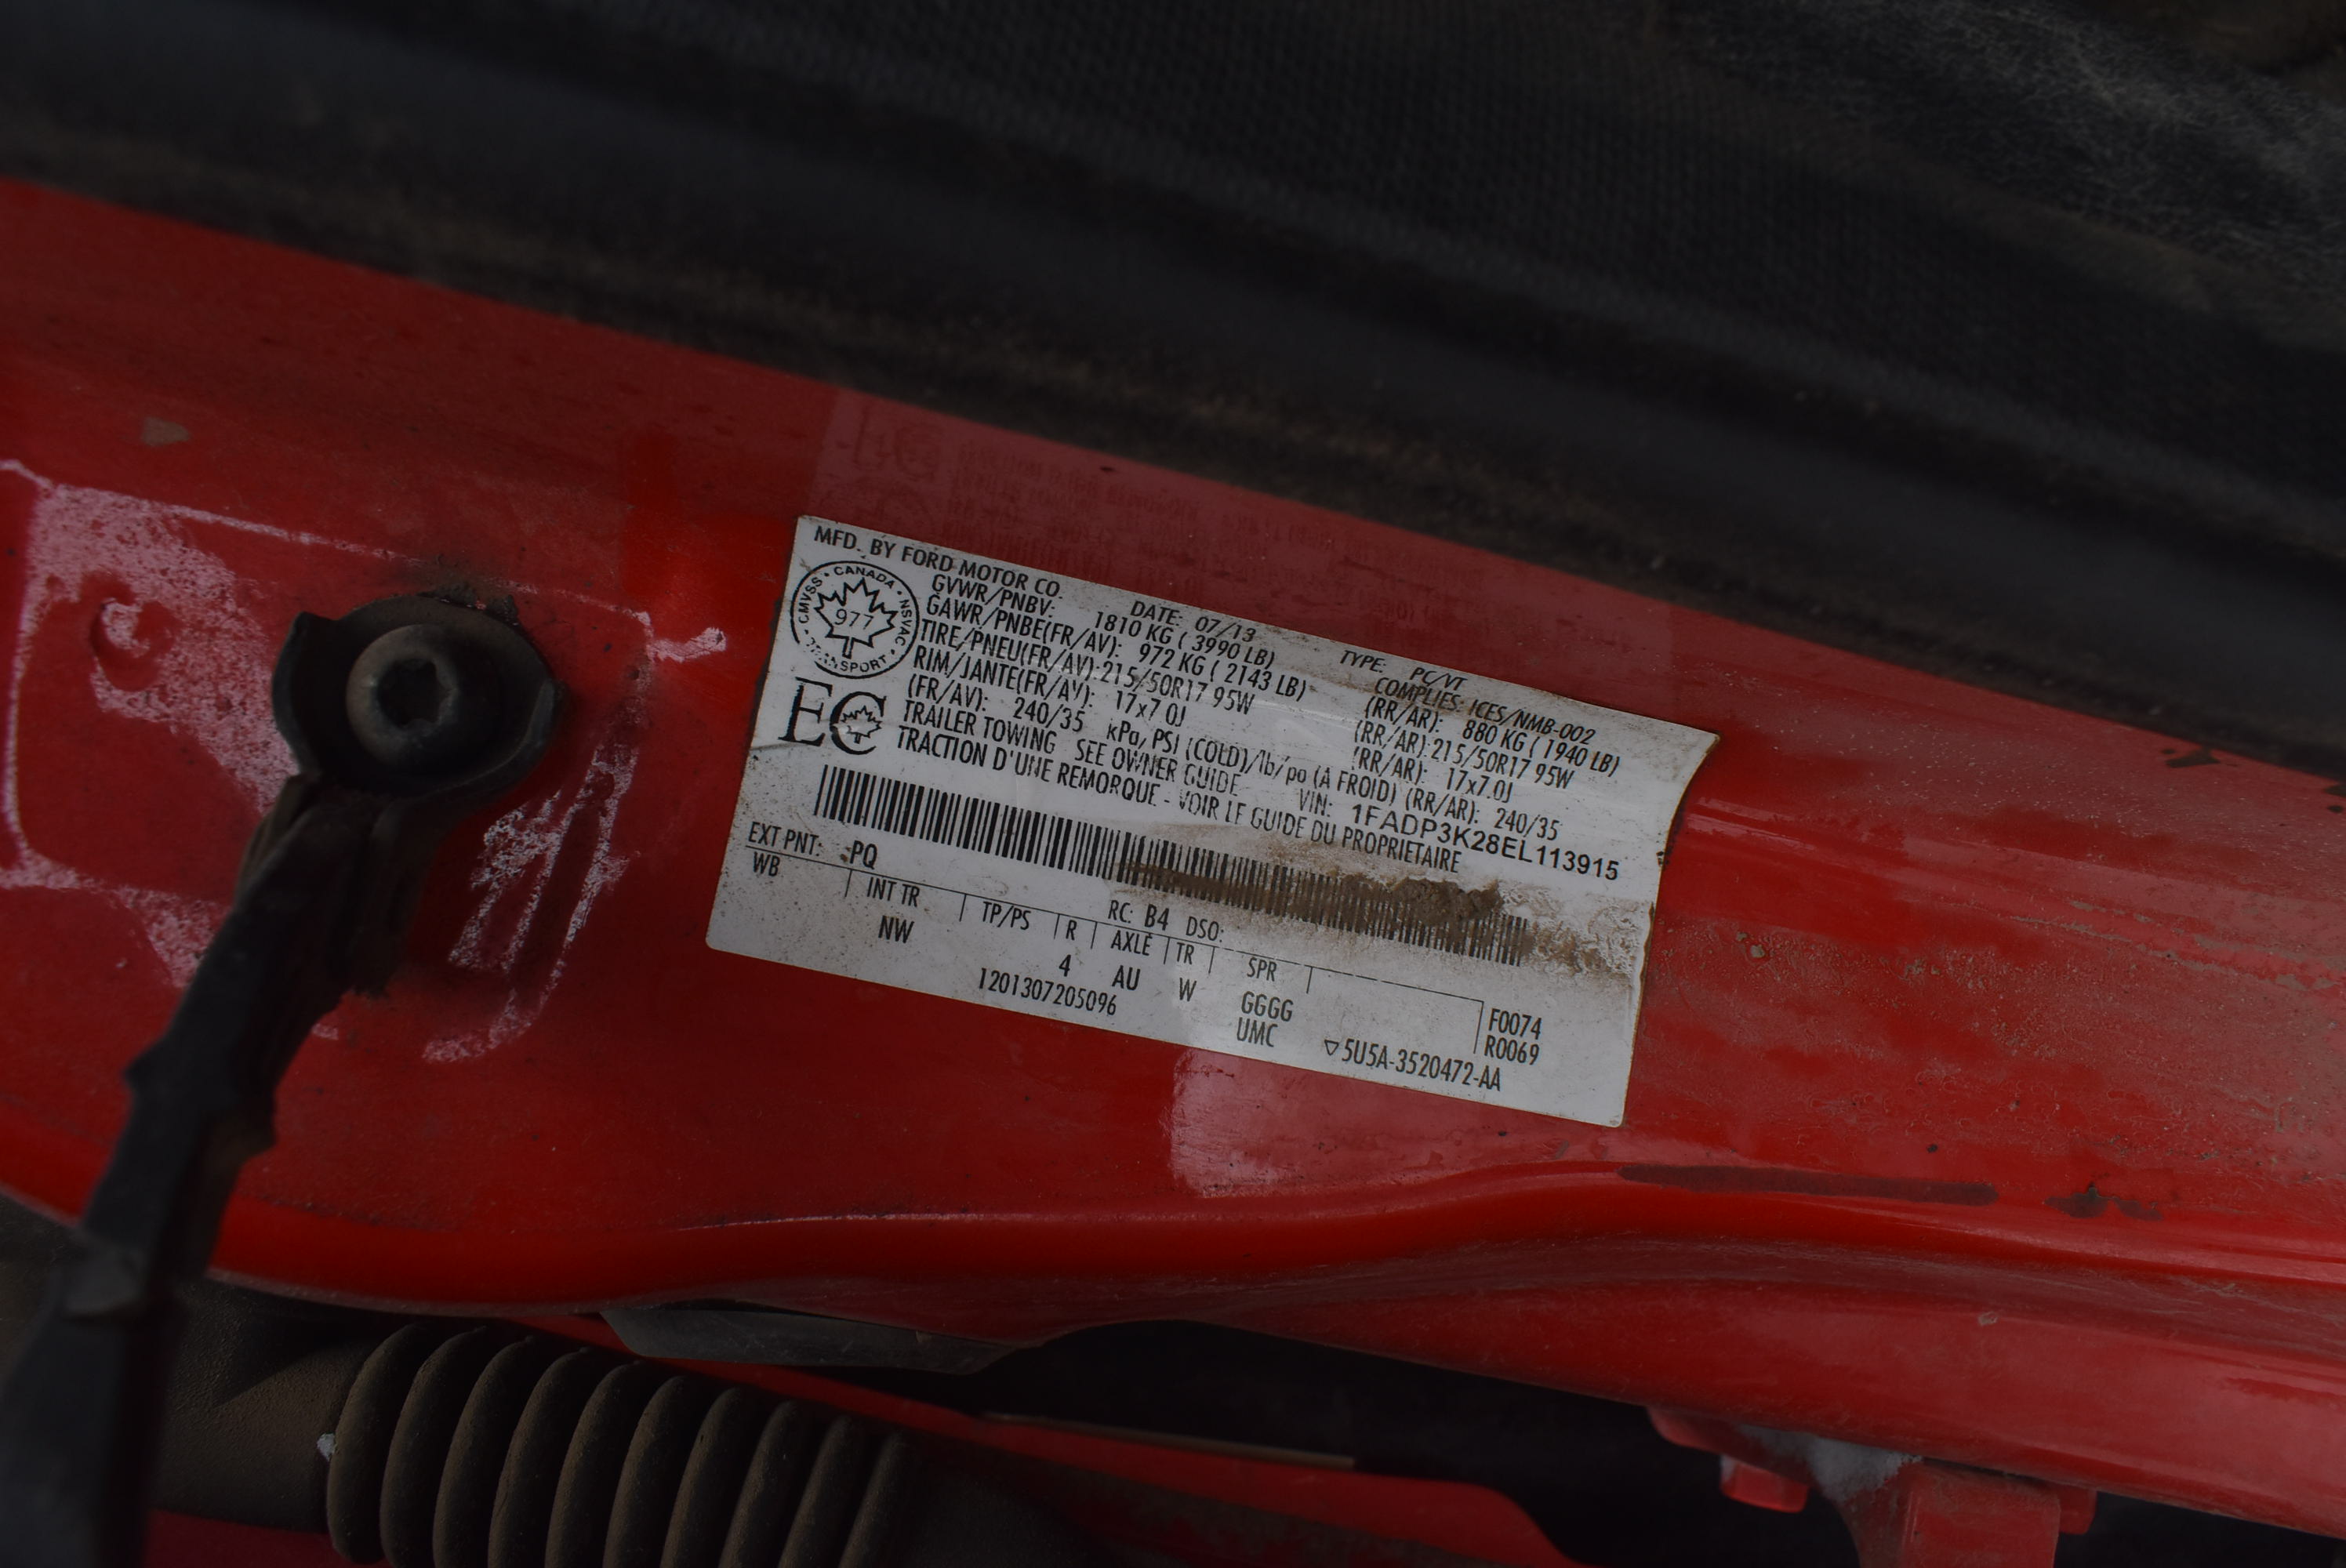 MFD. BY FORD MOTOR CO.
DATE: 07/13 TYPE: PC/VT
GVWR/PNBV: 1810 KG ( 3990 LB) COMPLIES: ICES/NMB-002
GAWR/PNBE(FR/AV): 972 KG ( 2143 LB) (RR/AR): 880 KG ( 1940 LB)
TIRE/PNEU(FR/AV):215/50R17 95W (RR/AR):215/50R17 95W
RIM/JANTE(FR/AV): 17x7.0J (RR/AR): 17x7.0J
(FR/AV): 240/35 kPa, PSI (COLD)/lb/po (A FROID) (RR/AR): 240/35
TRAILER TOWING SEE OWNER GUIDE VIN: 1FADP3K28EL113915
TRACTION D'UNE REMORQUE - VOIR LE GUIDE DU PROPRIETAIRE
CMVSS • CANADA • NSVAC • TRANSPORT •
977
EC
EXT PNT: PQ RC: B4 DSO:
WB INT TR TP/PS R AXLE TR SPR
NW 4 AU W GGGG F0074
1201307205096 UMC R0069
5U5A-3520472-AA